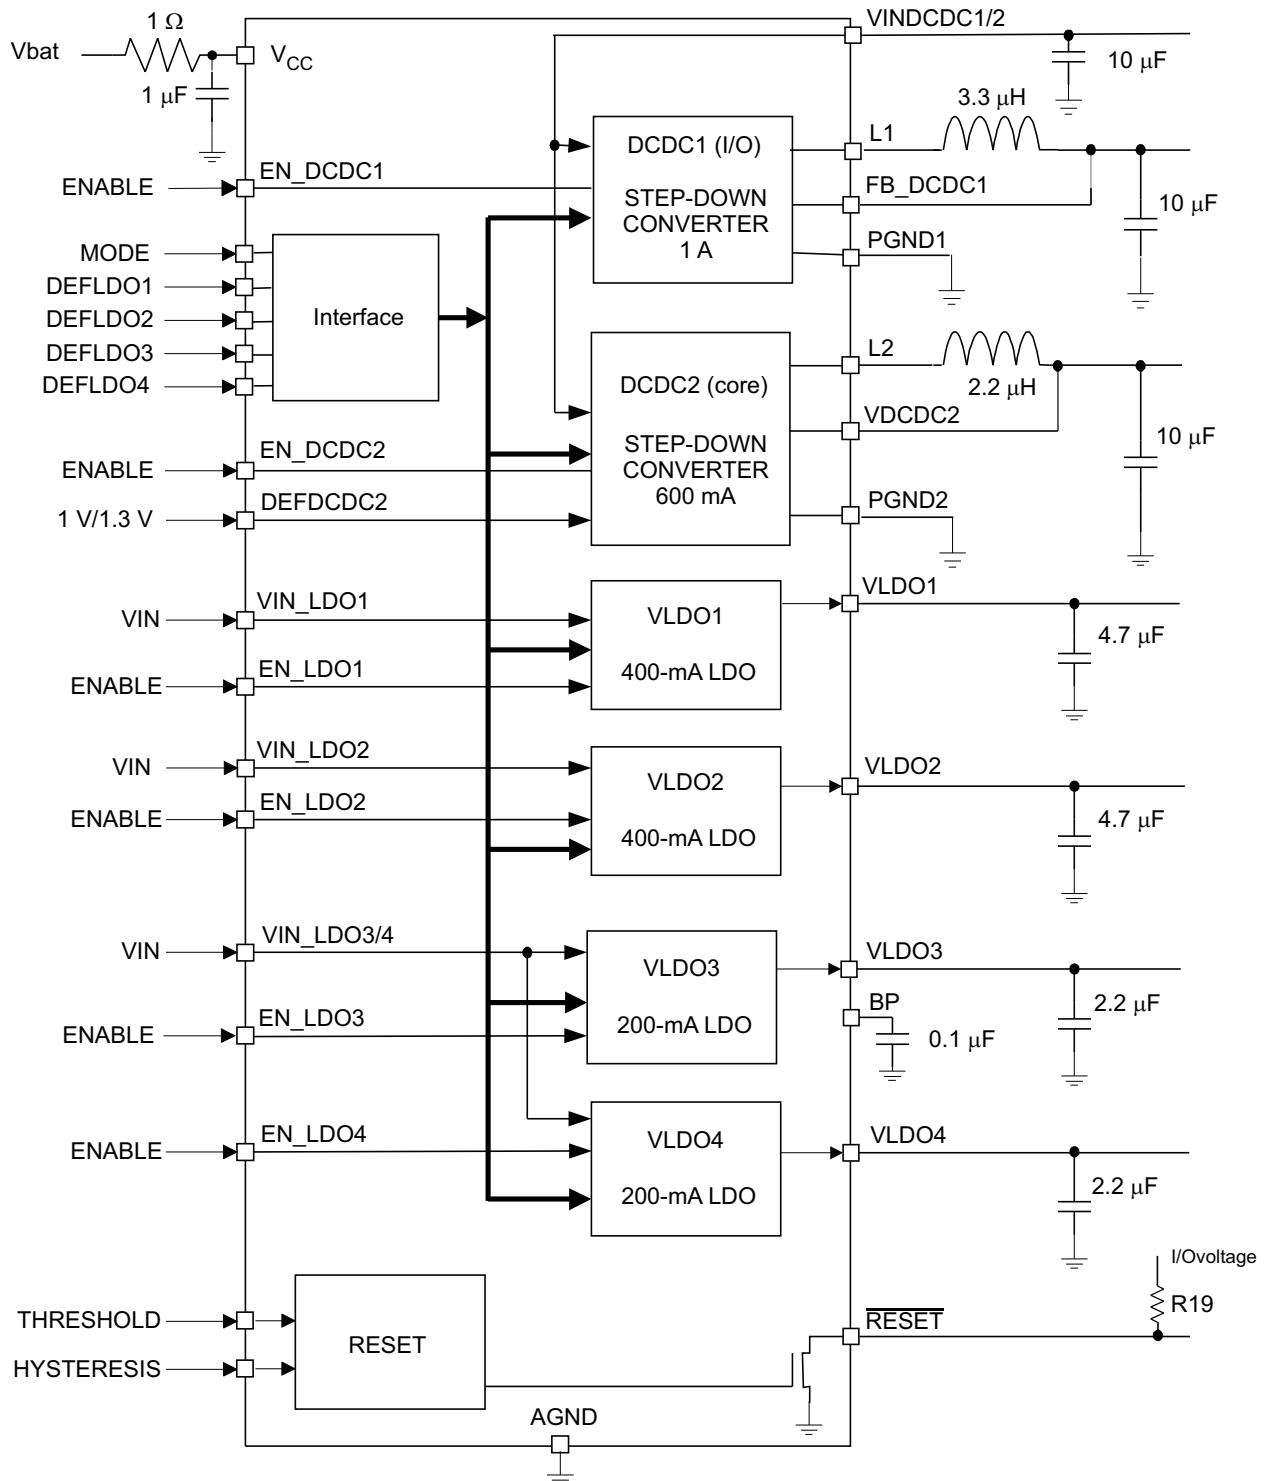 1 Ω
Vbat
VCC
1 μF
VINDCDC1/2
10 μF
3.3 μH
L1
DCDC1 (I/O)
STEP-DOWN
CONVERTER
1 A
ENABLE
EN_DCDC1
FB_DCDC1
10 μF
PGND1
MODE
DEFLDO1
DEFLDO2
DEFLDO3
DEFLDO4
Interface
L2
2.2 μH
DCDC2 (core)
STEP-DOWN
CONVERTER
600 mA
VDCDC2
10 μF
ENABLE
EN_DCDC2
1 V/1.3 V
DEFDCDC2
PGND2
VIN
VIN_LDO1
VLDO1
400-mA LDO
VLDO1
4.7 μF
ENABLE
EN_LDO1
VIN
VIN_LDO2
VLDO2
400-mA LDO
VLDO2
4.7 μF
ENABLE
EN_LDO2
VIN
VIN_LDO3/4
VLDO3
200-mA LDO
VLDO3
2.2 μF
BP
0.1 μF
ENABLE
EN_LDO3
ENABLE
EN_LDO4
VLDO4
200-mA LDO
VLDO4
2.2 μF
I/Ovoltage
R19
THRESHOLD
HYSTERESIS
RESET
RESET
AGND